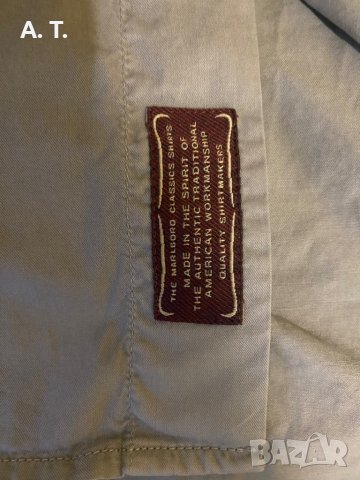 A. T.
THE MARLBORO CLASSICS SHIRTS
MADE IN THE SPIRIT OF
THE AUTHENTIC TRADITIONAL
AMERICAN WORKMANSHIP
QUALITY SHIRTMAKERS
BAZAR